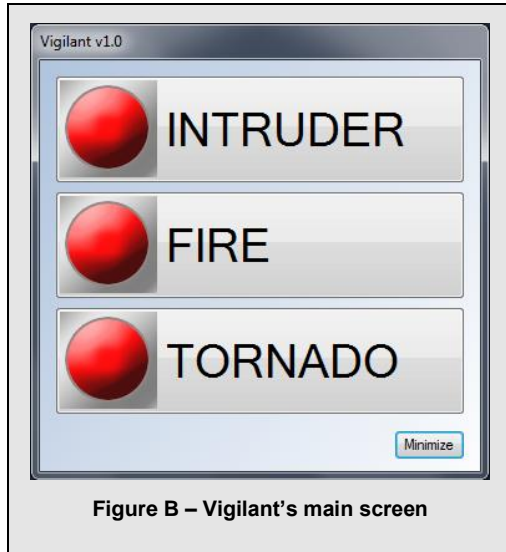 Vigilant v1.0
INTRUDER
FIRE
TORNADO
Minimize
Figure B – Vigilant's main screen